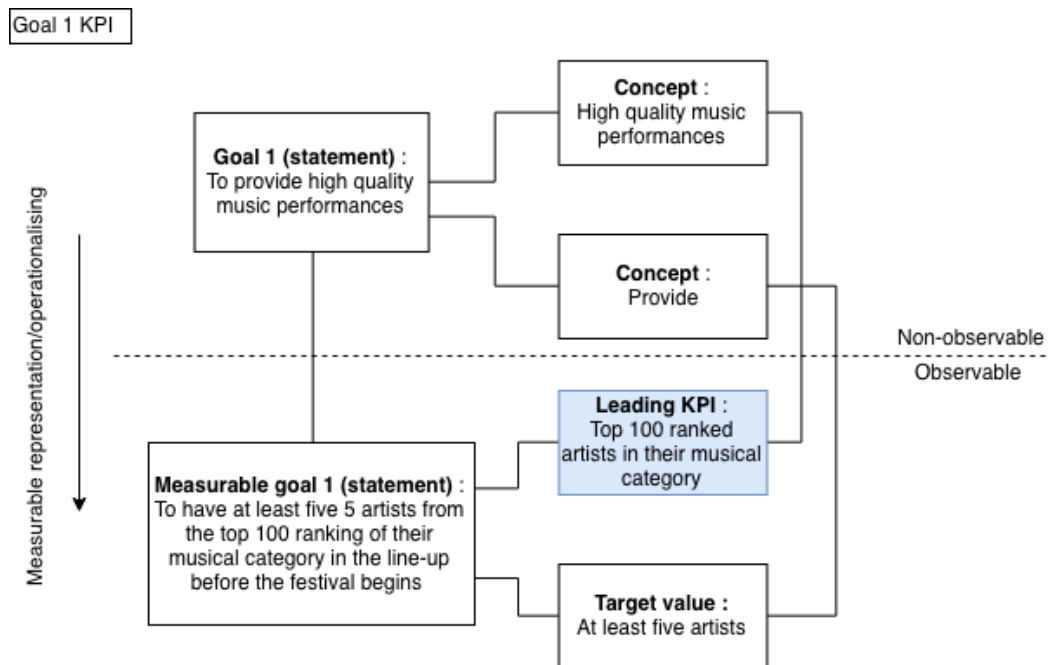 Goal 1 KPI
Concept :
High quality music
performances
Goal 1 (statement) :
To provide high quality
music performances
Concept :
Provide
Measurable representation/operationalising
Non-observable
Observable
Leading KPI :
Top 100 ranked
artists in their musical
category
Measurable goal 1 (statement) :
To have at least five 5 artists from
the top 100 ranking of their
musical category in the line-up
before the festival begins
Target value :
At least five artists